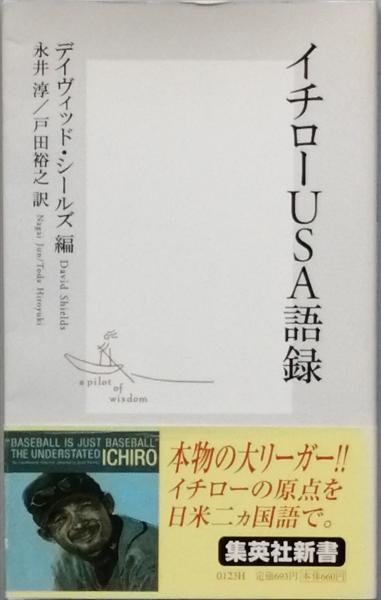 イチローUSA語録
デイヴィッド・シールズ 編 David Shields
永井 淳／戸田裕之 訳 Nagai Jun/Toda Hiroyuki
a pilot of
wisdom
"BASEBALL IS JUST BASEBALL"
THE UNDERSTATED ICHIRO
本物の大リーガー!!
イチローの原点を
日米二ヵ国語で。
集英社新書
0123H 定価693円 本体660円